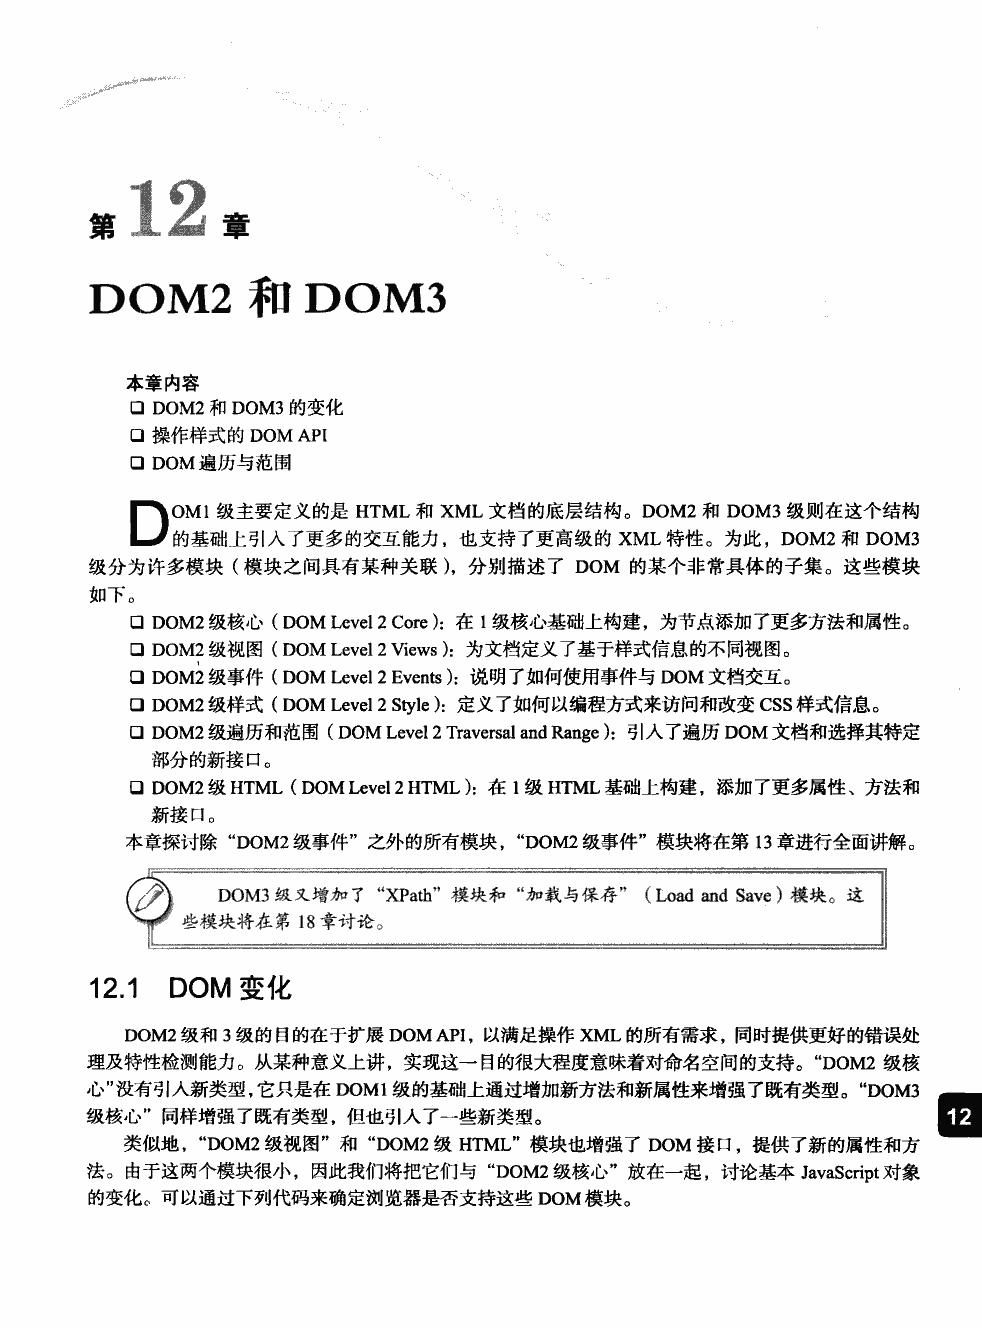 第12章
DOM2 和 DOM3
本章内容
□ DOM2 和 DOM3 的变化
□ 操作样式的 DOM API
□ DOM 遍历与范围
DOM1 级主要定义的是 HTML 和 XML 文档的底层结构。DOM2 和 DOM3 级则在这个结构
的基础上引入了更多的交互能力，也支持了更高级的 XML 特性。为此，DOM2 和 DOM3
级分为许多模块（模块之间具有某种关联），分别描述了 DOM 的某个非常具体的子集。这些模块
如下。
□ DOM2 级核心（DOM Level 2 Core）：在 1 级核心基础上构建，为节点添加了更多方法和属性。
□ DOM2 级视图（DOM Level 2 Views）：为文档定义了基于样式信息的不同视图。
□ DOM2 级事件（DOM Level 2 Events）：说明了如何使用事件与 DOM 文档交互。
□ DOM2 级样式（DOM Level 2 Style）：定义了如何以编程方式来访问和改变 CSS 样式信息。
□ DOM2 级遍历和范围（DOM Level 2 Traversal and Range）：引入了遍历 DOM 文档和选择其特定
部分的新接口。
□ DOM2 级 HTML（DOM Level 2 HTML）：在 1 级 HTML 基础上构建，添加了更多属性、方法和
新接口。
本章探讨除“DOM2 级事件”之外的所有模块，“DOM2 级事件”模块将在第 13 章进行全面讲解。
DOM3 级又增加了“XPath”模块和“加载与保存”（Load and Save）模块。这
些模块将在第 18 章讨论。
12.1 DOM 变化
DOM2 级和 3 级的目的在于扩展 DOM API，以满足操作 XML 的所有需求，同时提供更好的错误处
理及特性检测能力。从某种意义上讲，实现这一目的很大程度意味着对命名空间的支持。“DOM2 级核
心”没有引入新类型，它只是在 DOM1 级的基础上通过增加新方法和新属性来增强了既有类型。“DOM3
级核心”同样增强了既有类型，但也引入了一些新类型。
12
类似地，“DOM2 级视图”和“DOM2 级 HTML”模块也增强了 DOM 接口，提供了新的属性和方
法。由于这两个模块很小，因此我们将把它们与“DOM2 级核心”放在一起，讨论基本 JavaScript 对象
的变化。可以通过下列代码来确定浏览器是否支持这些 DOM 模块。